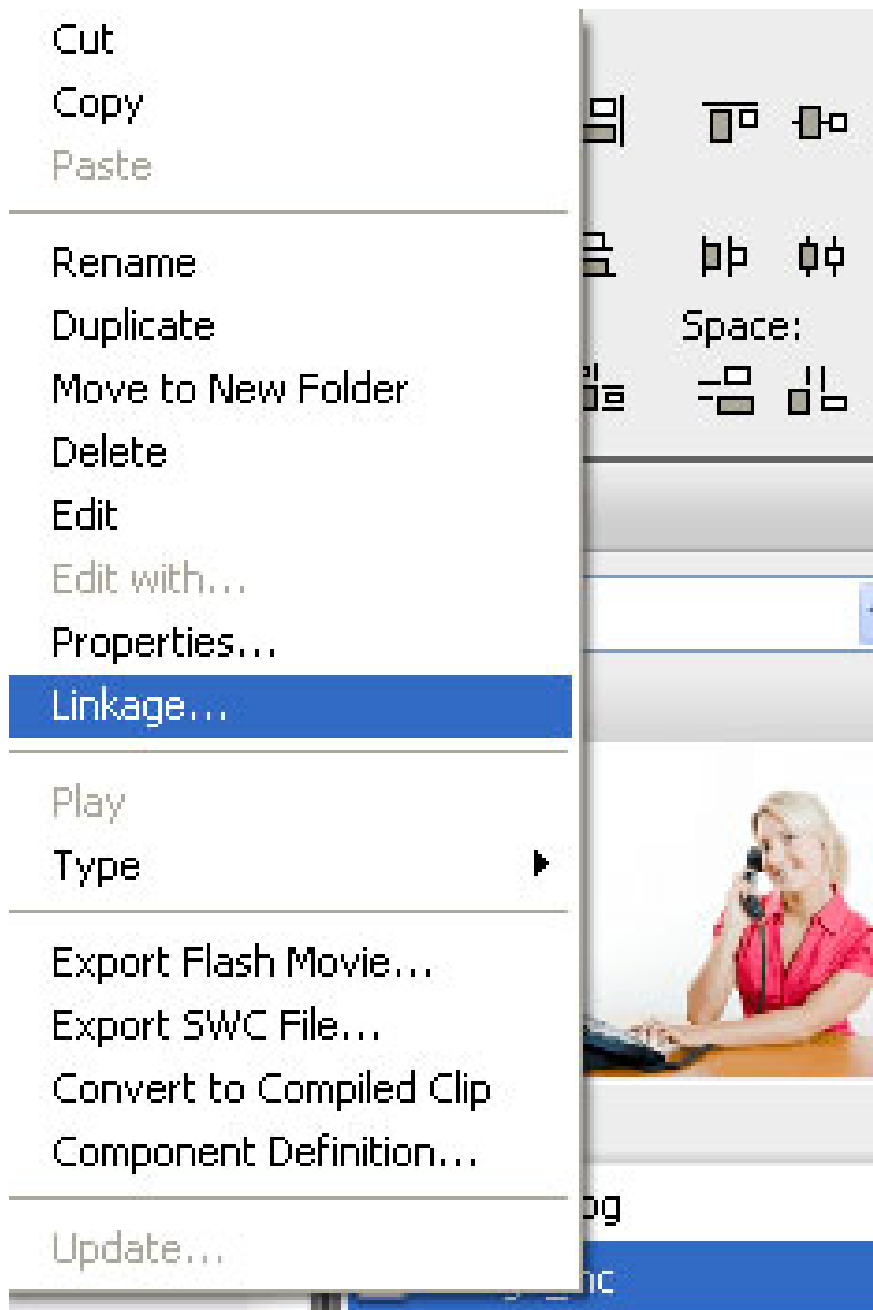 Cut
Copy
Paste
Rename
Duplicate
Move to New Folder
Delete
Edit
Edit with...
Properties...
Linkage...
Play
Type
Export Flash Movie...
Export SWC File...
Convert to Compiled Clip
Component Definition...
Update...
Space: